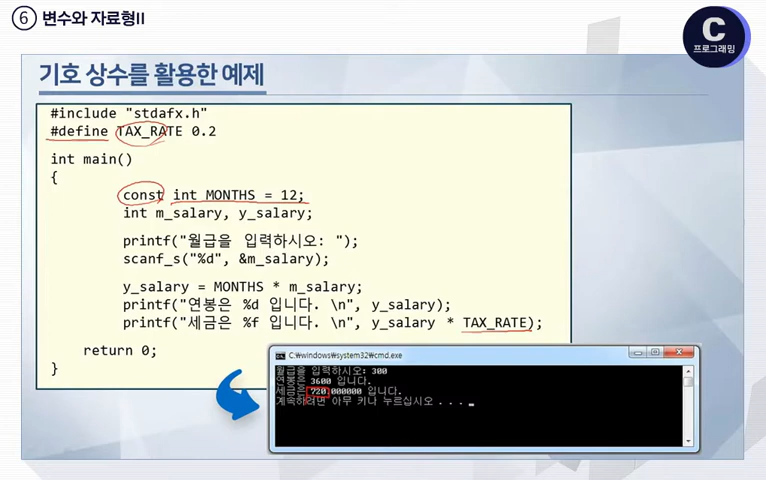 6 변수와 자료형II
C
프로그래밍
기호 상수를 활용한 예제
#include "stdafx.h"
#define TAX_RATE 0.2
int main()
{
const int MONTHS = 12;
int m_salary, y_salary;
printf("월급을 입력하시오: ");
scanf_s("%d", &m_salary);
y_salary = MONTHS * m_salary;
printf("연봉은 %d 입니다. \n", y_salary);
printf("세금은 %f 입니다. \n", y_salary * TAX_RATE);
return 0;
}
C:₩windows₩system32₩cmd.exe
월급을 입력하시오: 300
연봉은 3600 입니다.
세금은 720.000000 입니다.
계속하려면 아무 키나 누르십시오 . . .